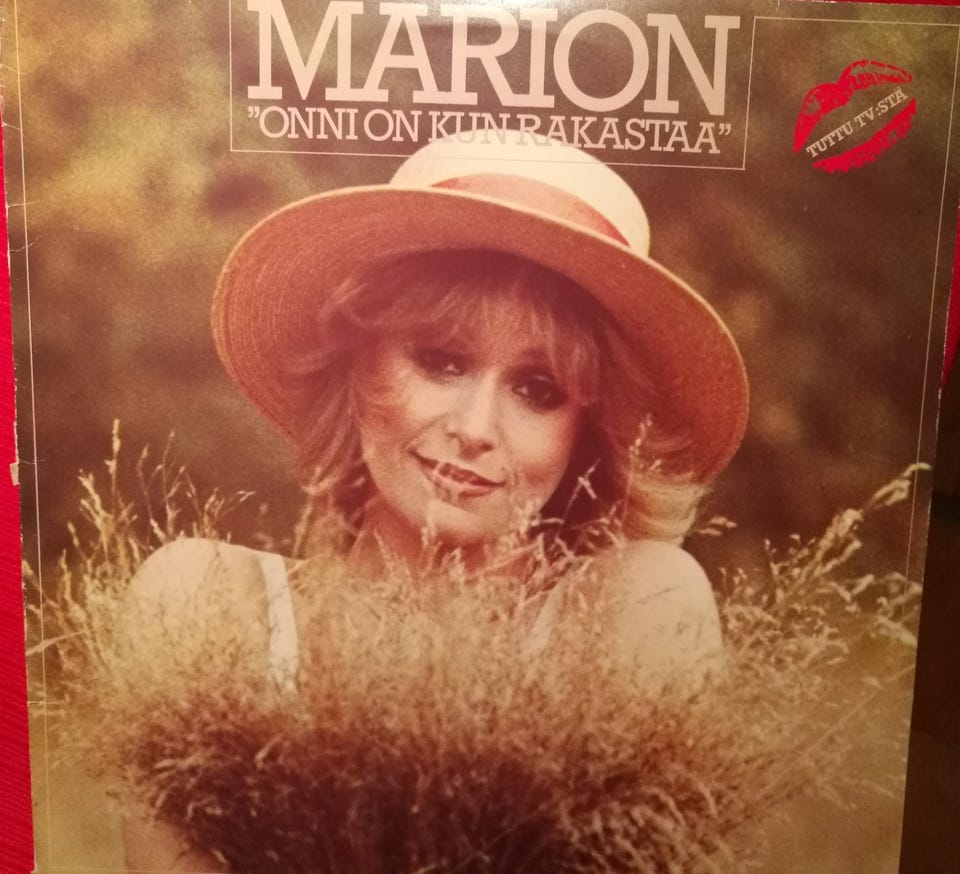 MARION
"ONNI ON KUN RAKASTAA"
TUTTU TV:STÄ